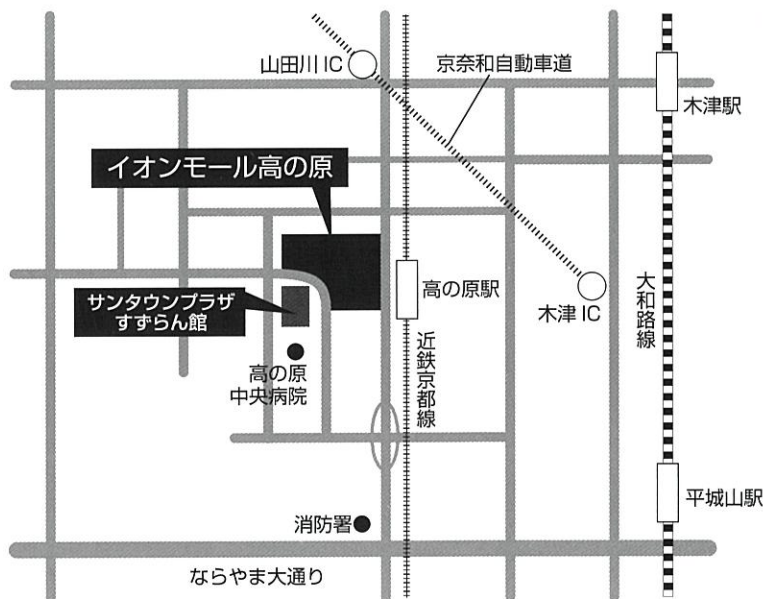 山田川 IC
京奈和自動車道
木津駅
イオンモール高の原
高の原駅
木津 IC
大和路線
サンタウンプラザ
すずらん館
近鉄京都線
高の原
中央病院
平城山駅
消防署
ならやま大通り